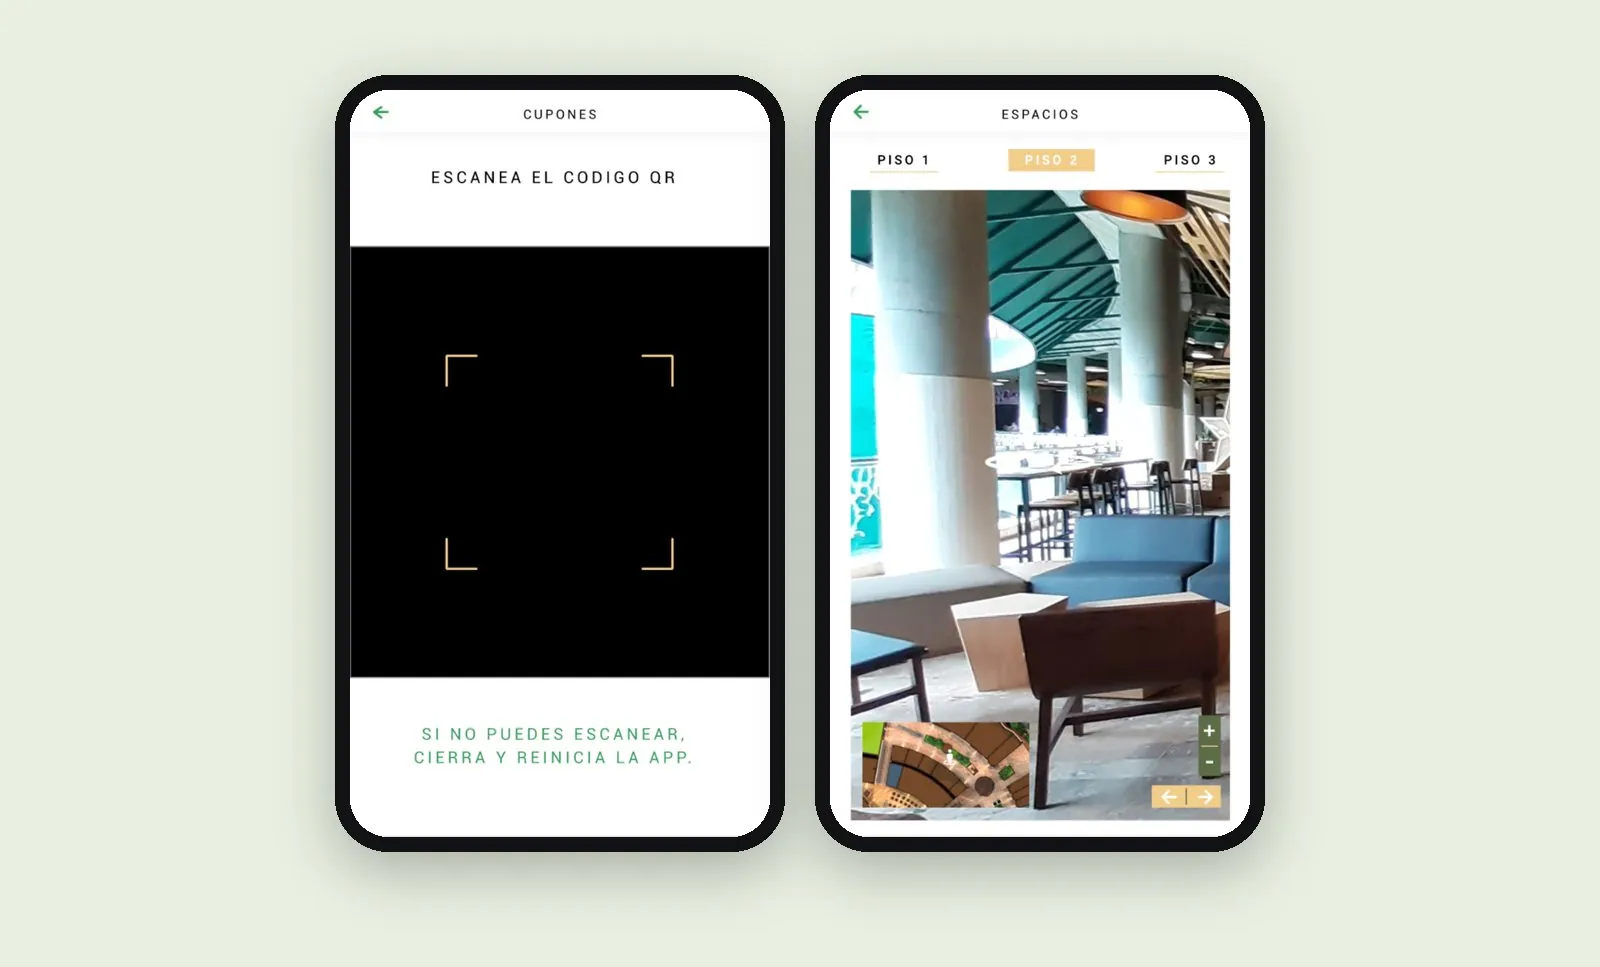 CUPONES
ESCANEA EL CODIGO QR
SI NO PUEDES ESCANEAR,
CIERRA Y REINICIA LA APP.
ESPACIOS
PISO 1
PISO 2
PISO 3
+
-